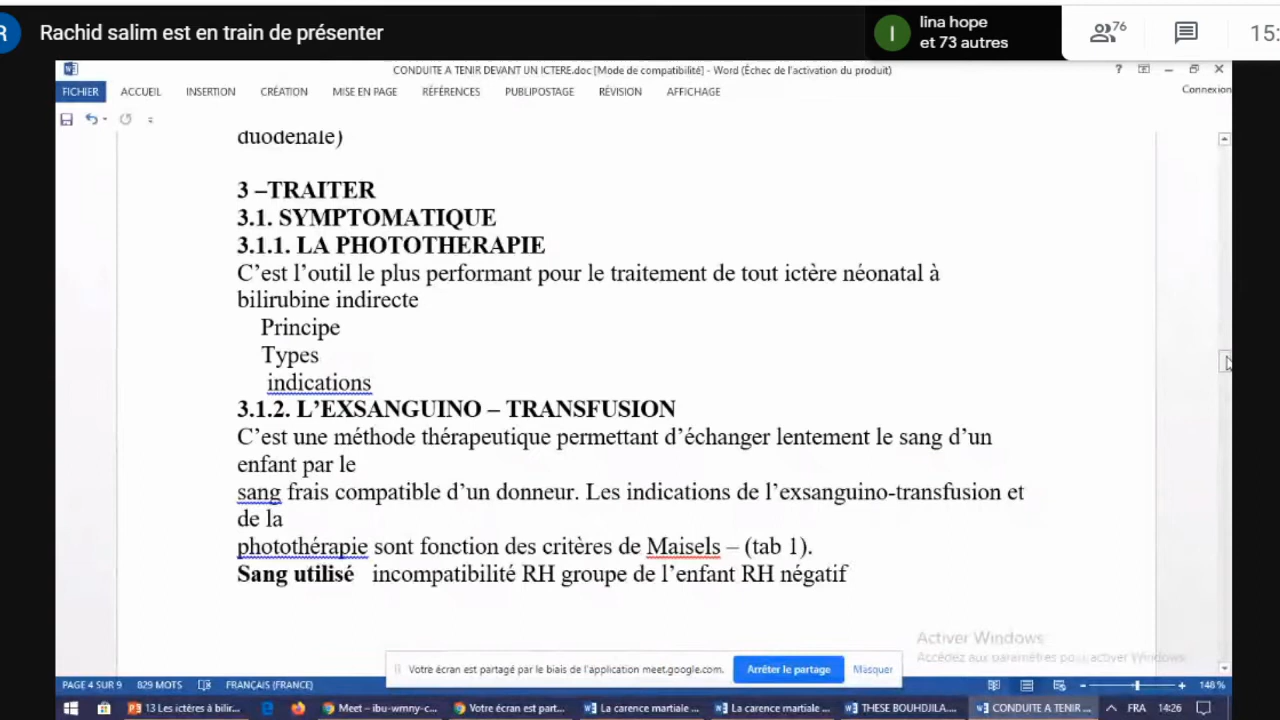 R Rachid salim est en train de présenter
l lina hope
et 73 autres
76
15:
CONDUITE A TENIR DEVANT UN ICTERE.doc [Mode de compatibilité] - Word (Échec de l'activation du produit)
FICHIER ACCUEIL INSERTION CRÉATION MISE EN PAGE RÉFÉRENCES PUBLIPOSTAGE RÉVISION AFFICHAGE Connexion
duodenale)
3 –TRAITER
3.1. SYMPTOMATIQUE
3.1.1. LA PHOTOTHERAPIE
C’est l’outil le plus performant pour le traitement de tout ictère néonatal à
bilirubine indirecte
Principe
Types
indications
3.1.2. L’EXSANGUINO – TRANSFUSION
C’est une méthode thérapeutique permettant d’échanger lentement le sang d’un
enfant par le
sang frais compatible d’un donneur. Les indications de l’exsanguino-transfusion et
de la
photothérapie sont fonction des critères de Maisels – (tab 1).
Sang utilisé incompatibilité RH groupe de l’enfant RH négatif
Activer Windows
Accédez aux paramètres pour activer Windows
Votre écran est partagé par le biais de l'application meet.google.com. Arrêter le partage Masquer
PAGE 4 SUR 9 829 MOTS FRANÇAIS (FRANCE) 148 %
13 Les ictères à bilir... Meet – ibu-wmny-c... Votre écran est part... La carence martiale ... La carence martiale ... THESE BOUHDJILA.... CONDUITE A TENIR ... FRA 14:26